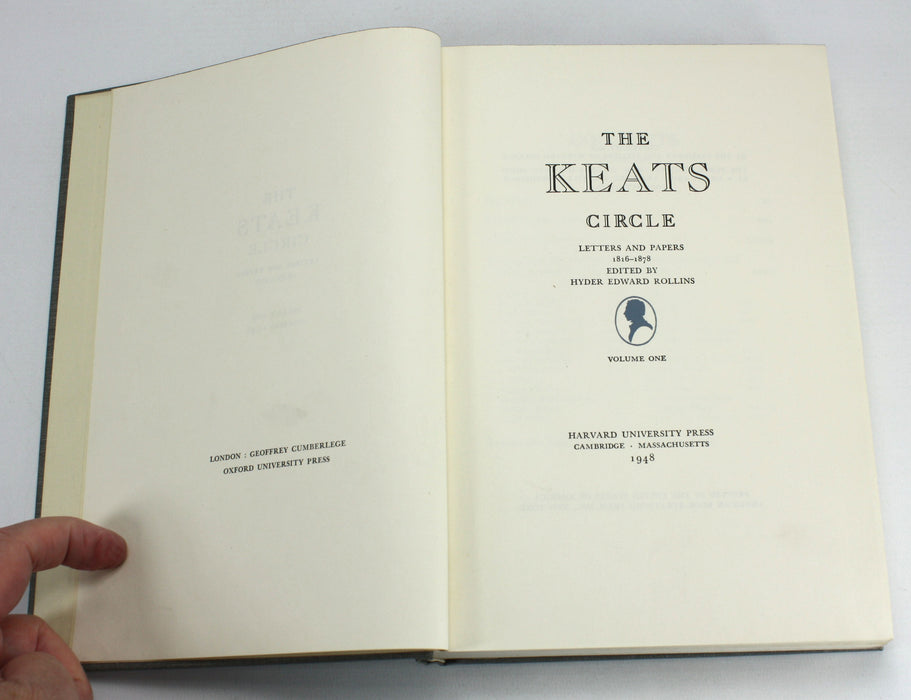 LONDON : GEOFFREY CUMBERLEGE
OXFORD UNIVERSITY PRESS
THE
KEATS
CIRCLE
LETTERS AND PAPERS
1816–1878
EDITED BY
HYDER EDWARD ROLLINS
VOLUME ONE
HARVARD UNIVERSITY PRESS
CAMBRIDGE · MASSACHUSETTS
1948